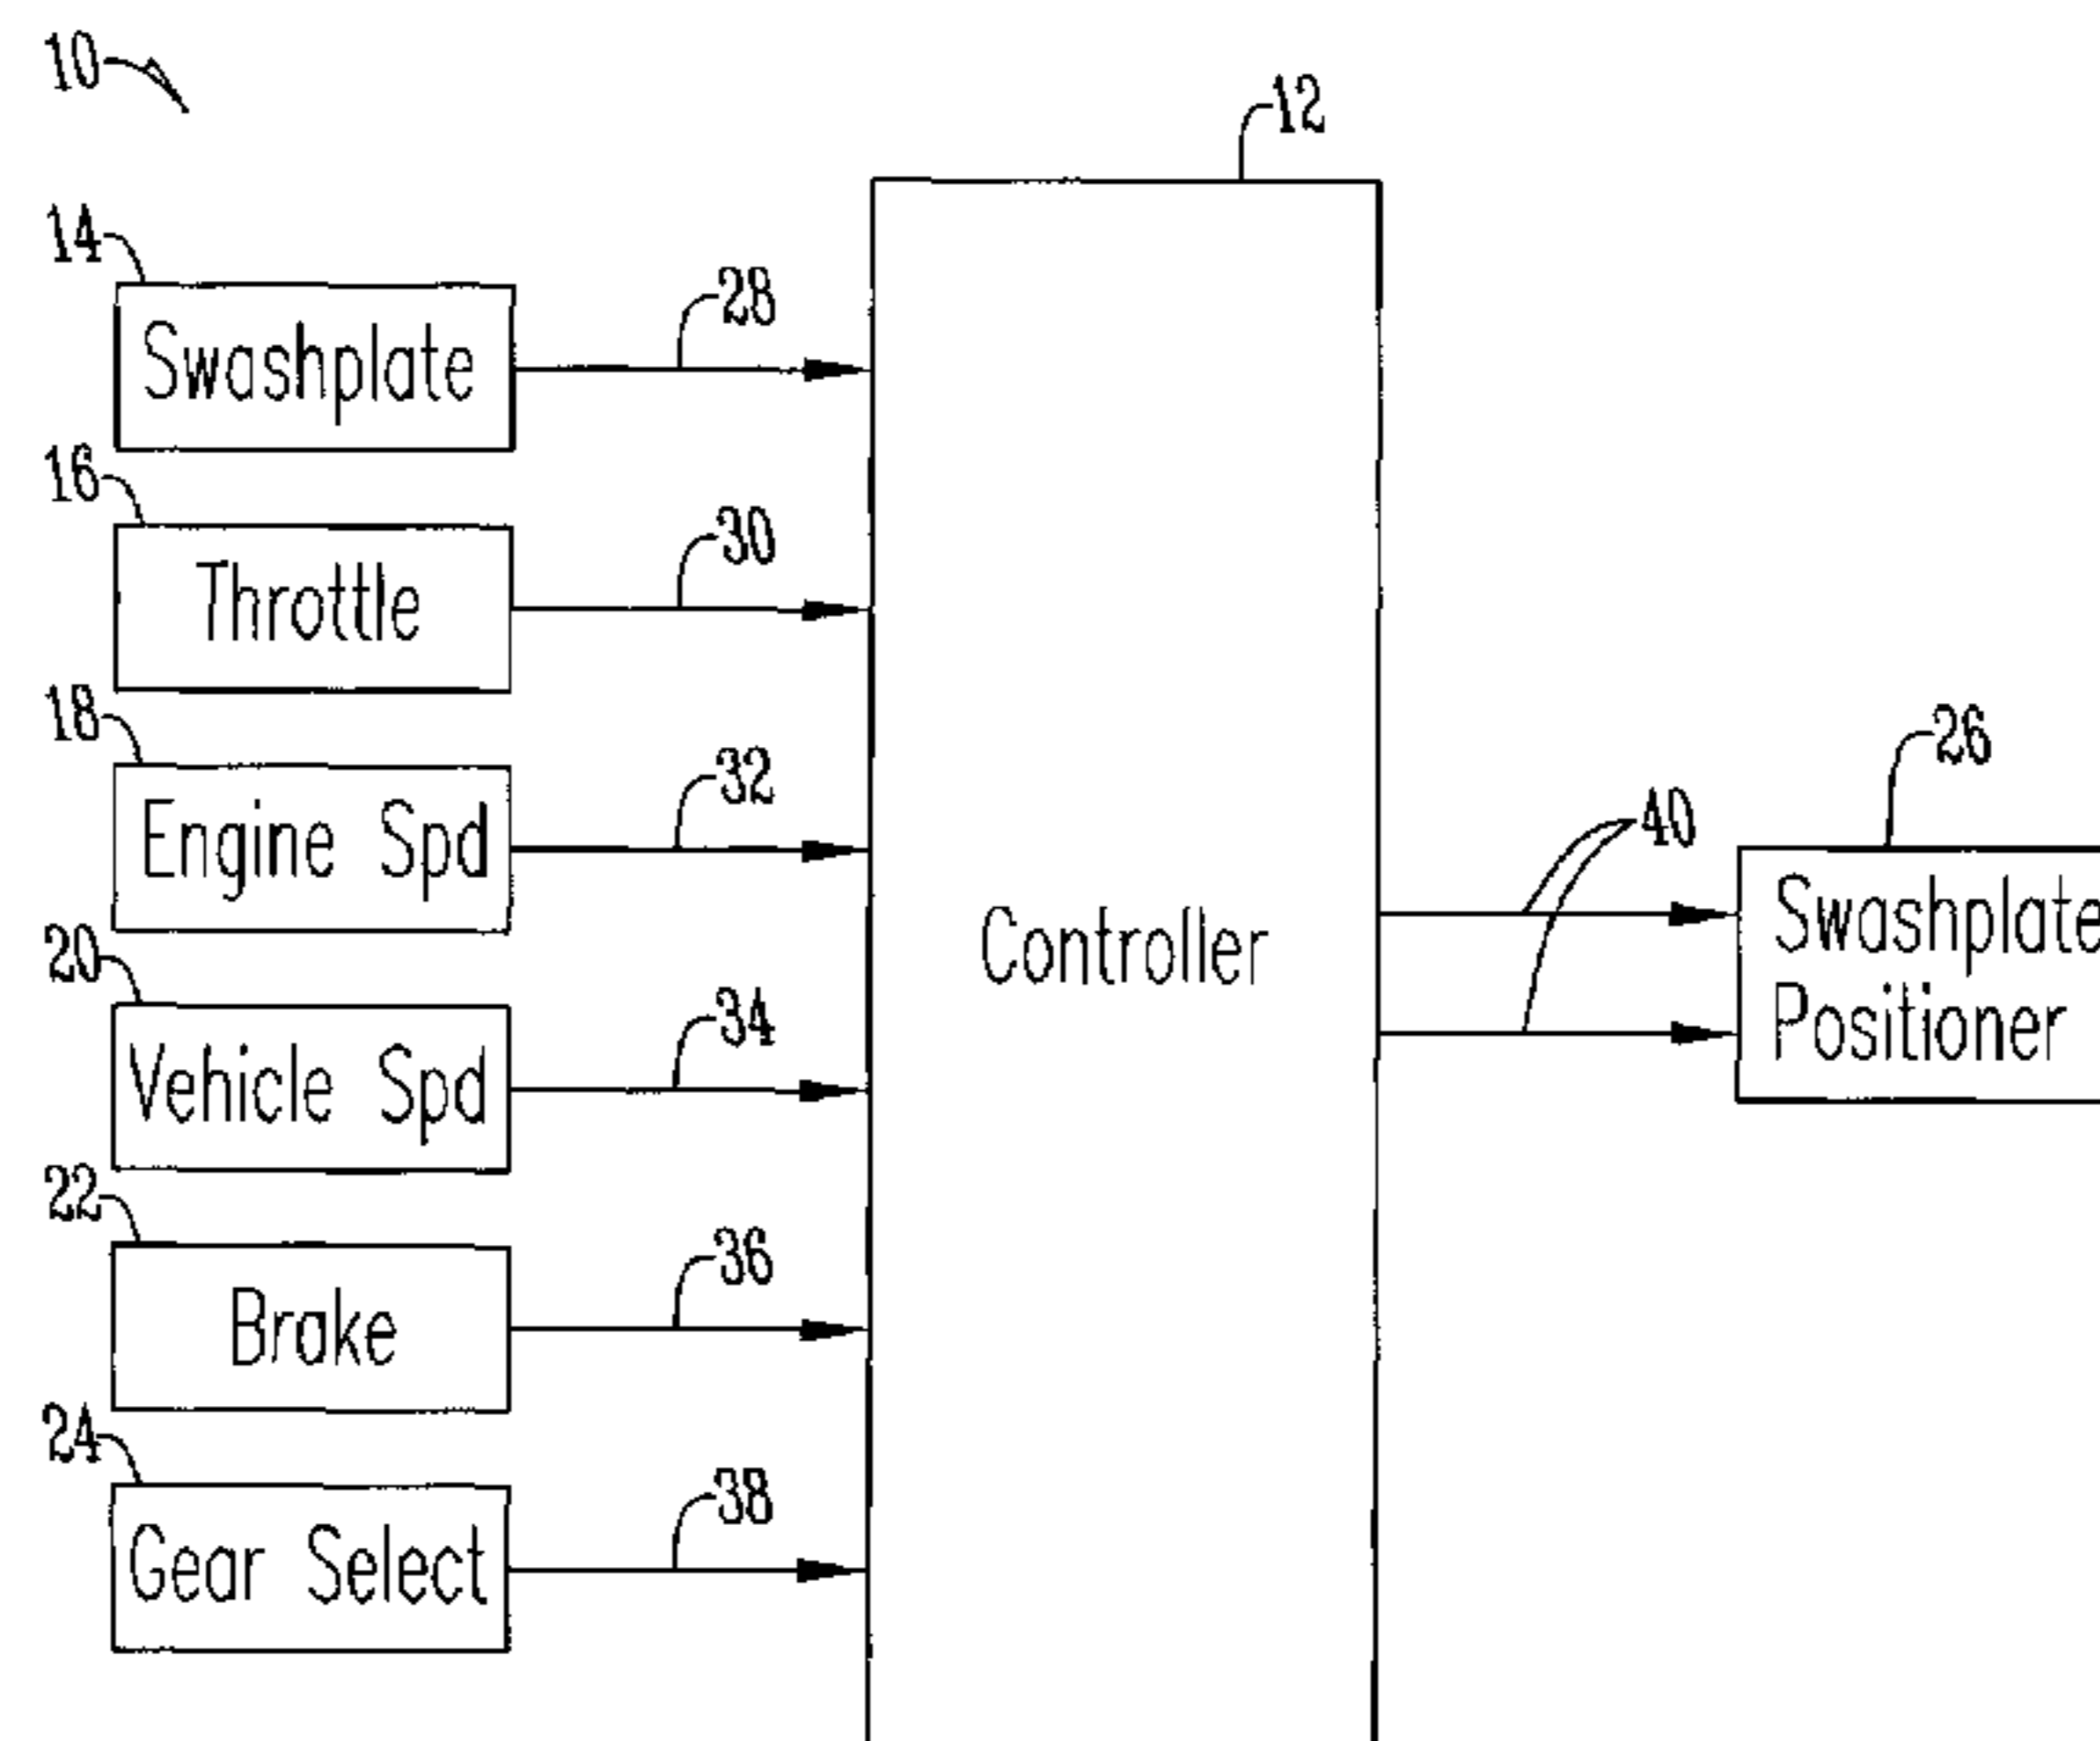 10
12
14
Swashplate
28
16
Throttle
30
18
Engine Spd
32
20
Vehicle Spd
34
22
Brake
36
24
Gear Select
38
Controller
40
26
Swashplate
Positioner